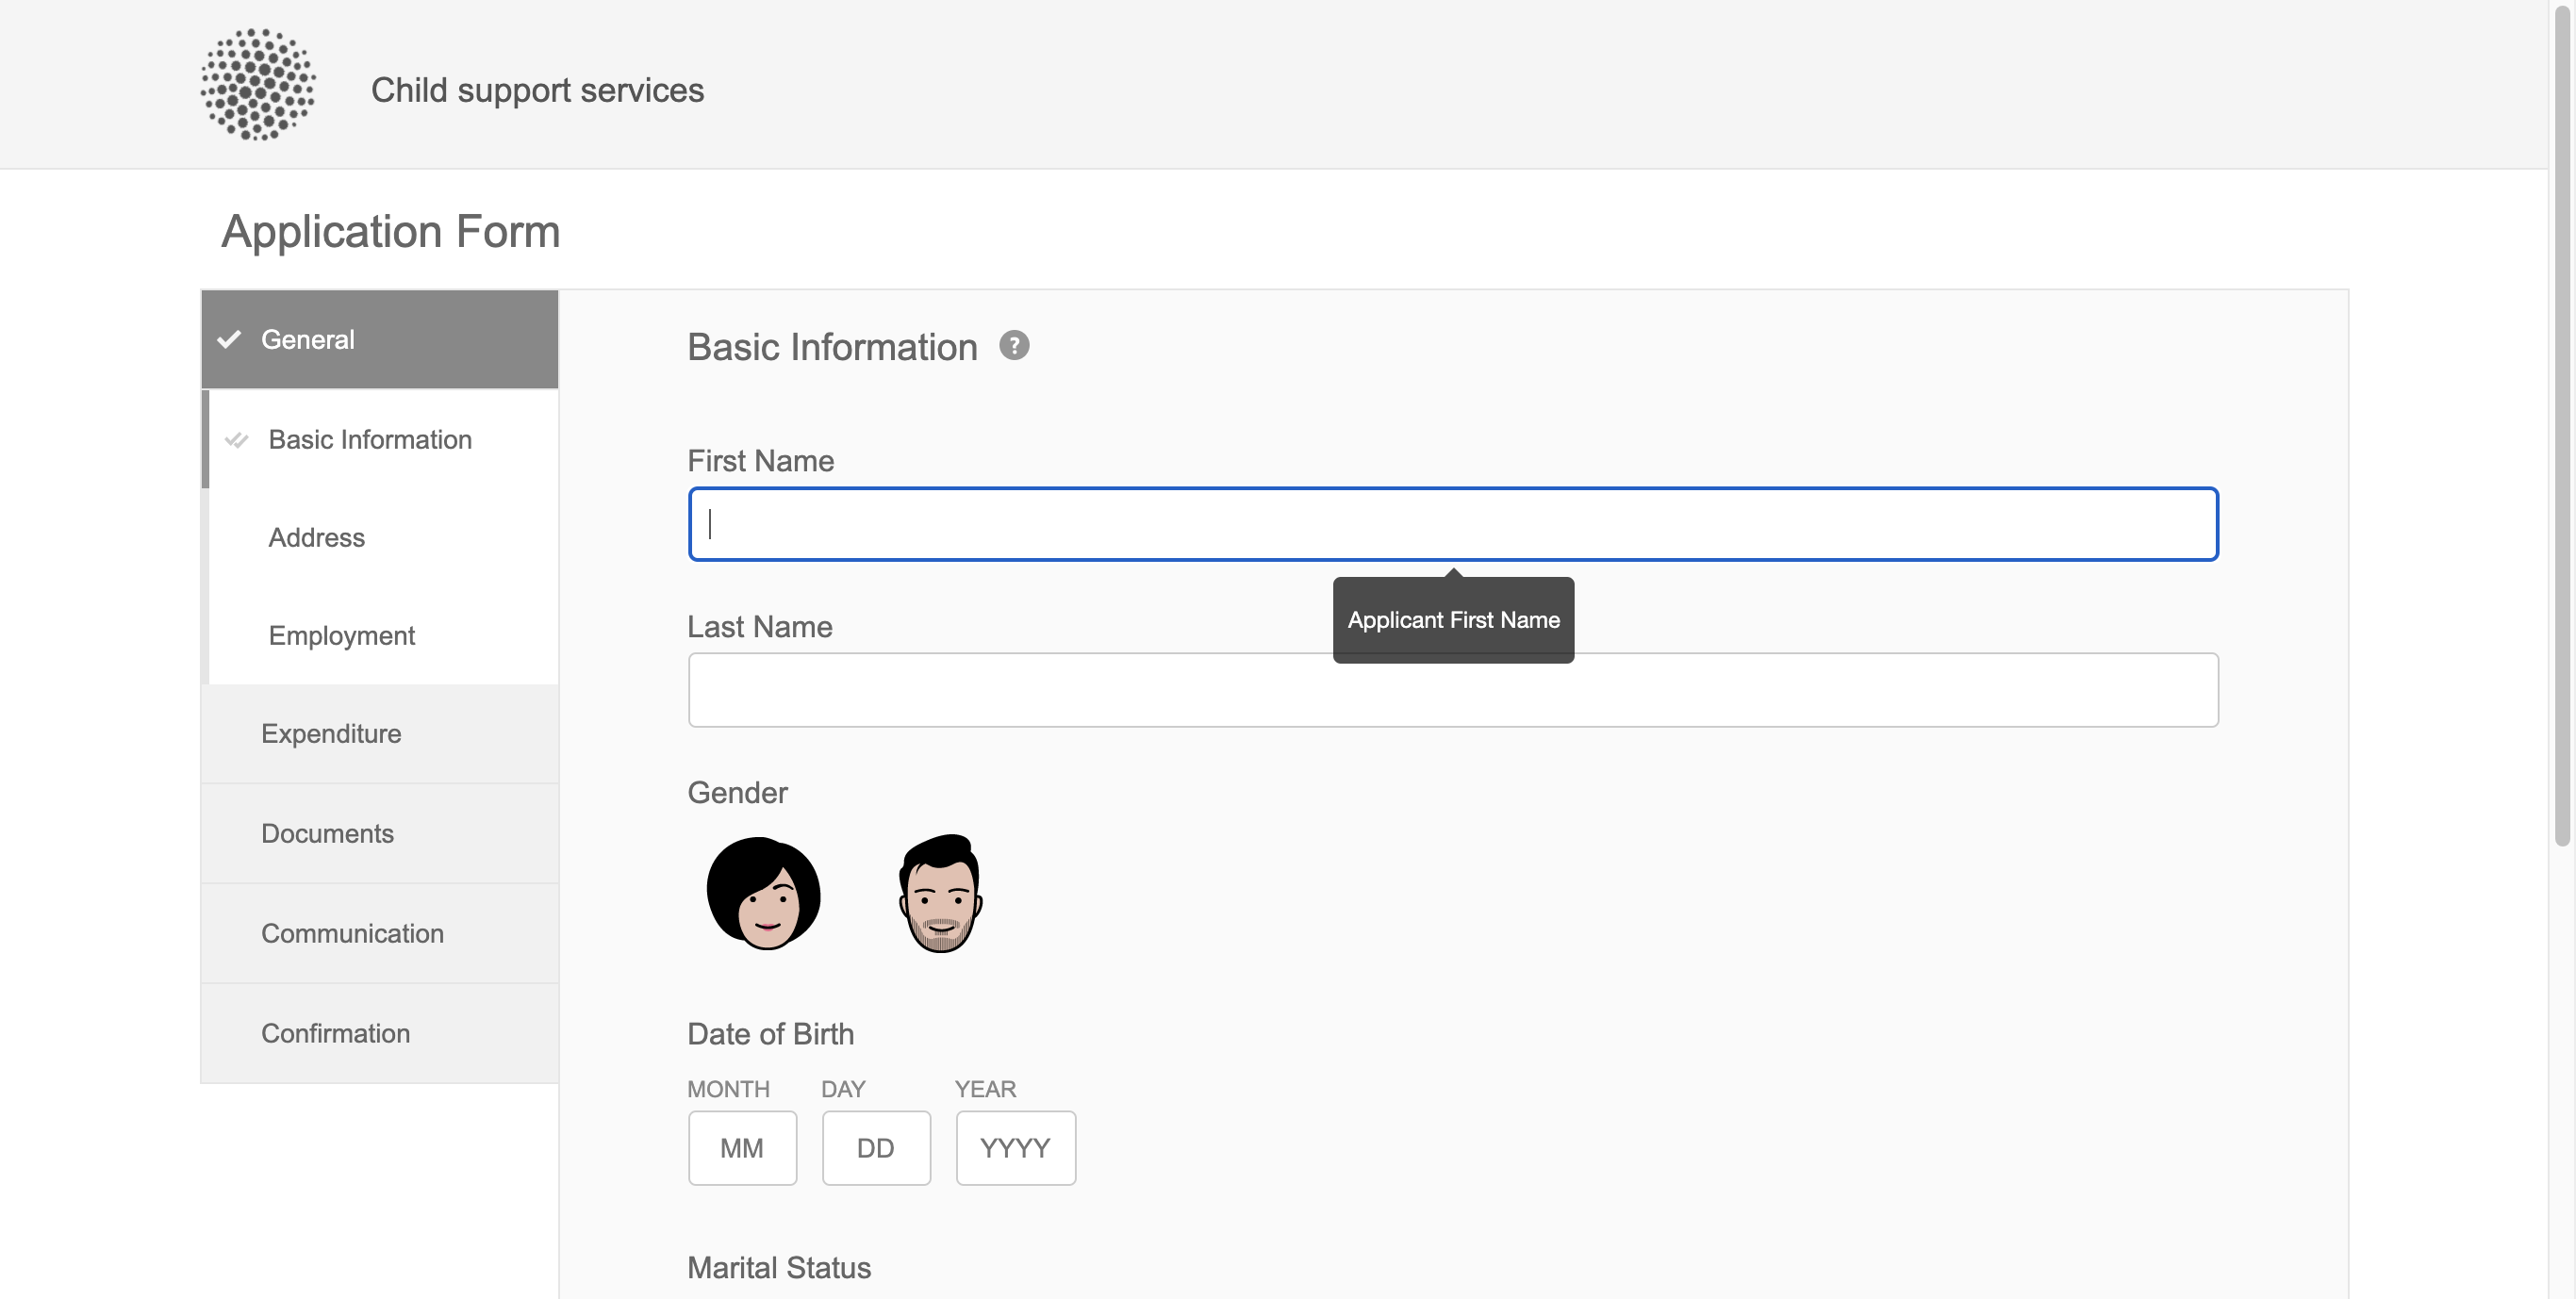 Child support services
Application Form
General
Basic Information
Address
Employment
Expenditure
Documents
Communication
Confirmation
Basic Information ?
First Name
Applicant First Name
Last Name
Gender
Date of Birth
MONTH DAY YEAR
MM DD YYYY
Marital Status